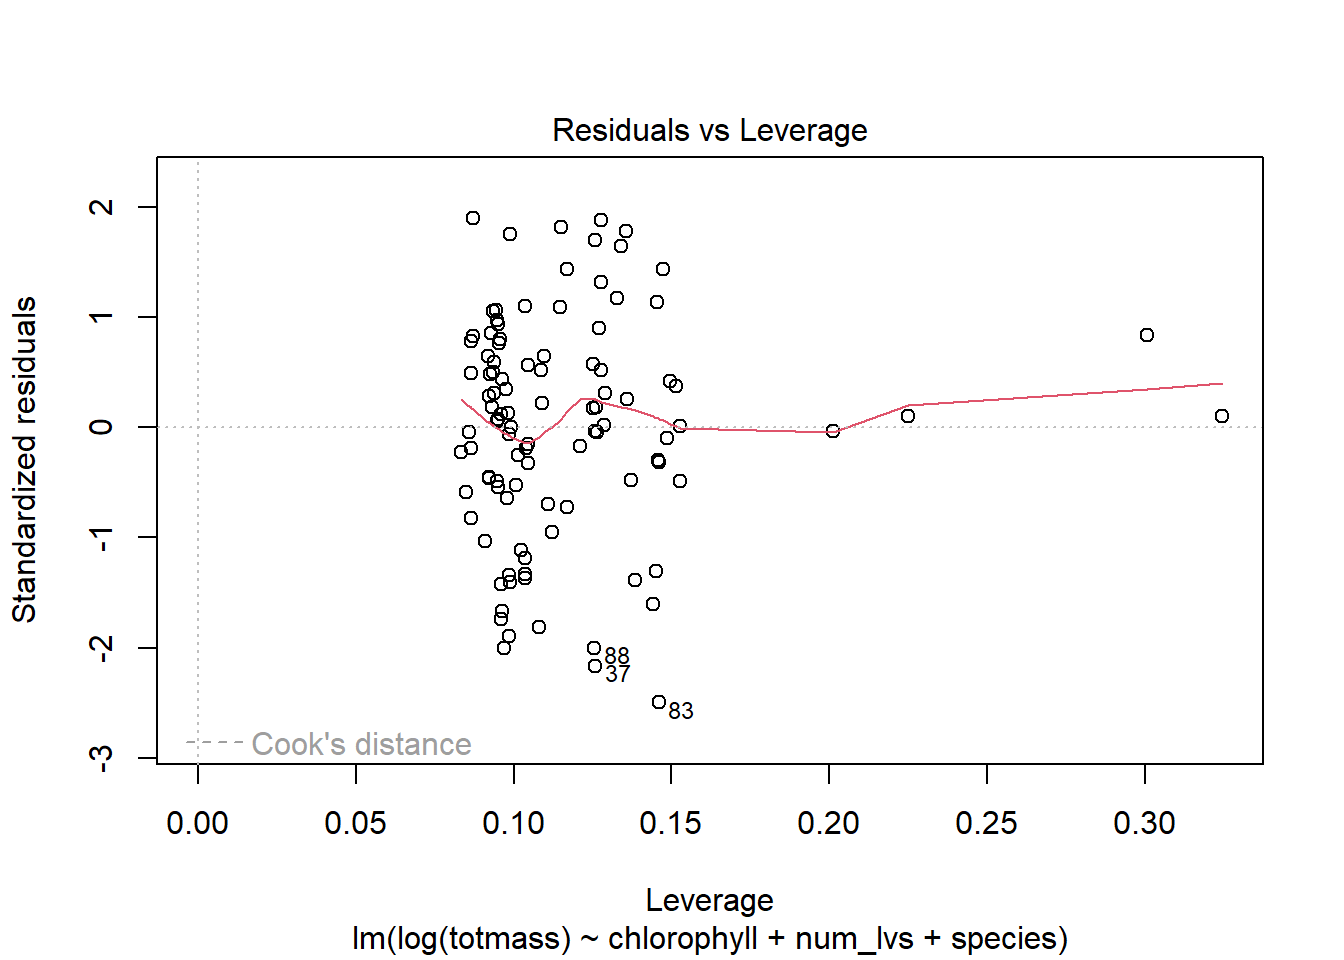 Residuals vs Leverage
Standardized residuals
2
1
0
-1
-2
-3
88
37
83
Cook's distance
0.00 0.05 0.10 0.15 0.20 0.25 0.30
Leverage
lm(log(totmass) ~ chlorophyll + num_lvs + species)